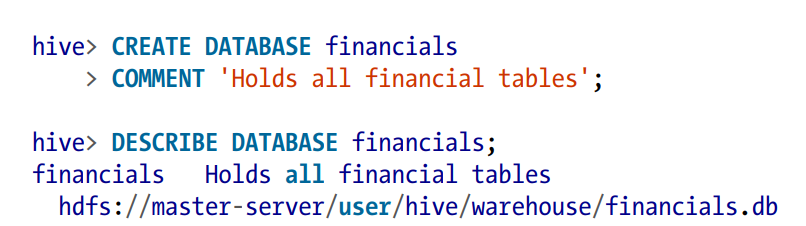 hive> CREATE DATABASE financials
    > COMMENT 'Holds all financial tables';
hive> DESCRIBE DATABASE financials;
financials   Holds all financial tables
  hdfs://master-server/user/hive/warehouse/financials.db